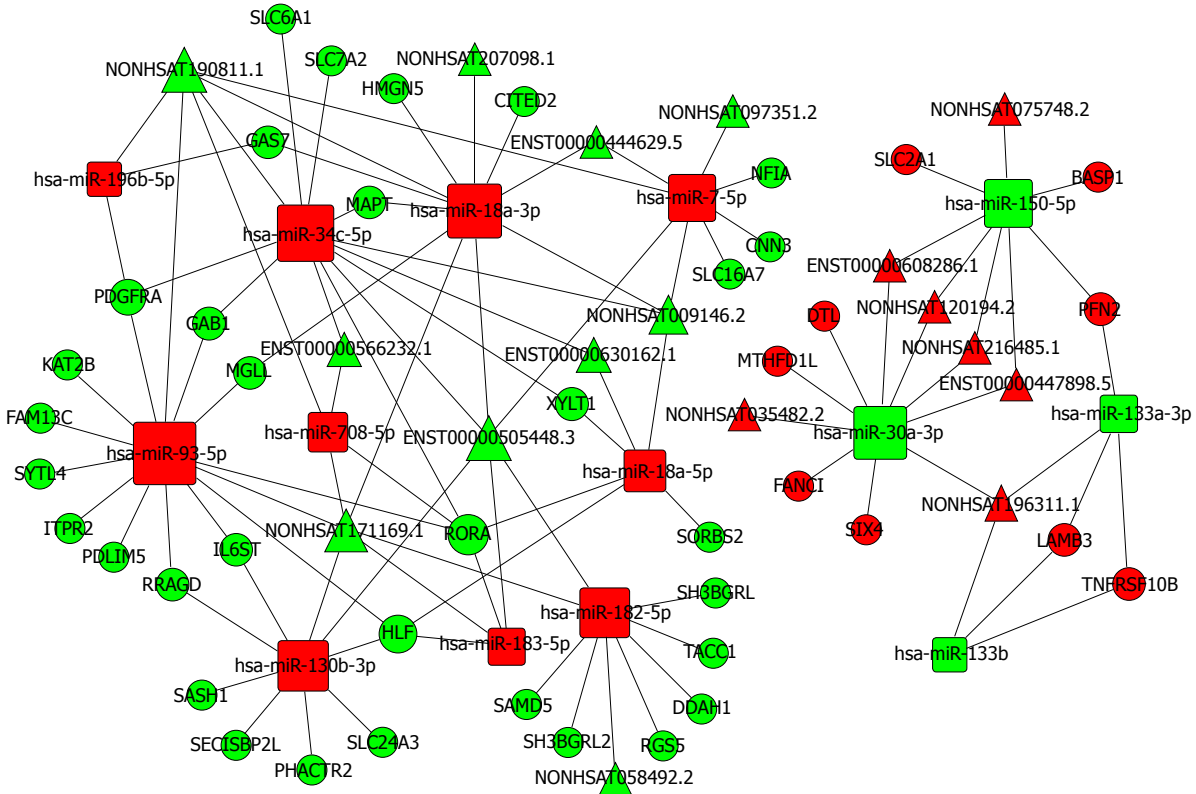 SLC6A1
SLC7A2
NONHSAT190811.1
NONHSAT207098.1
HMGN5
CITED2
NONHSAT097351.2
NONHSAT075748.2
GAS7
ENST00000444629.5
SLC2A1
hsa-miR-196b-5p
NFIA
BASP1
MAPT
hsa-miR-18a-3p
hsa-miR-7-5p
hsa-miR-150-5p
hsa-miR-34c-5p
CNN3
SLC16A7
ENST00000608286.1
PDGFRA
GAB1
NONHSAT009146.2
DTL
NONHSAT120194.2
PFN2
KAT2B
ENST00000566232.1
MGLL
ENST00000630162.1
MTHFD1L
NONHSAT216485.1
ENST00000447898.5
FAM13C
XYLT1
NONHSAT035482.2
hsa-miR-133a-3p
hsa-miR-708-5p
ENST00000505448.3
hsa-miR-30a-3p
hsa-miR-93-5p
SYTL4
hsa-miR-18a-5p
FANCI
NONHSAT196311.1
ITPR2
NONHSAT171169.1
RORA
SORBS2
SIX4
PDLIM5
IL6ST
LAMB3
RRAGD
TNFRSF10B
SH3BGRL
hsa-miR-182-5p
HLF
hsa-miR-183-5p
TACC1
hsa-miR-133b
hsa-miR-130b-3p
SASH1
SAMD5
DDAH1
SECISBP2L
SLC24A3
SH3BGRL2
RGS5
PHACTR2
NONHSAT058492.2